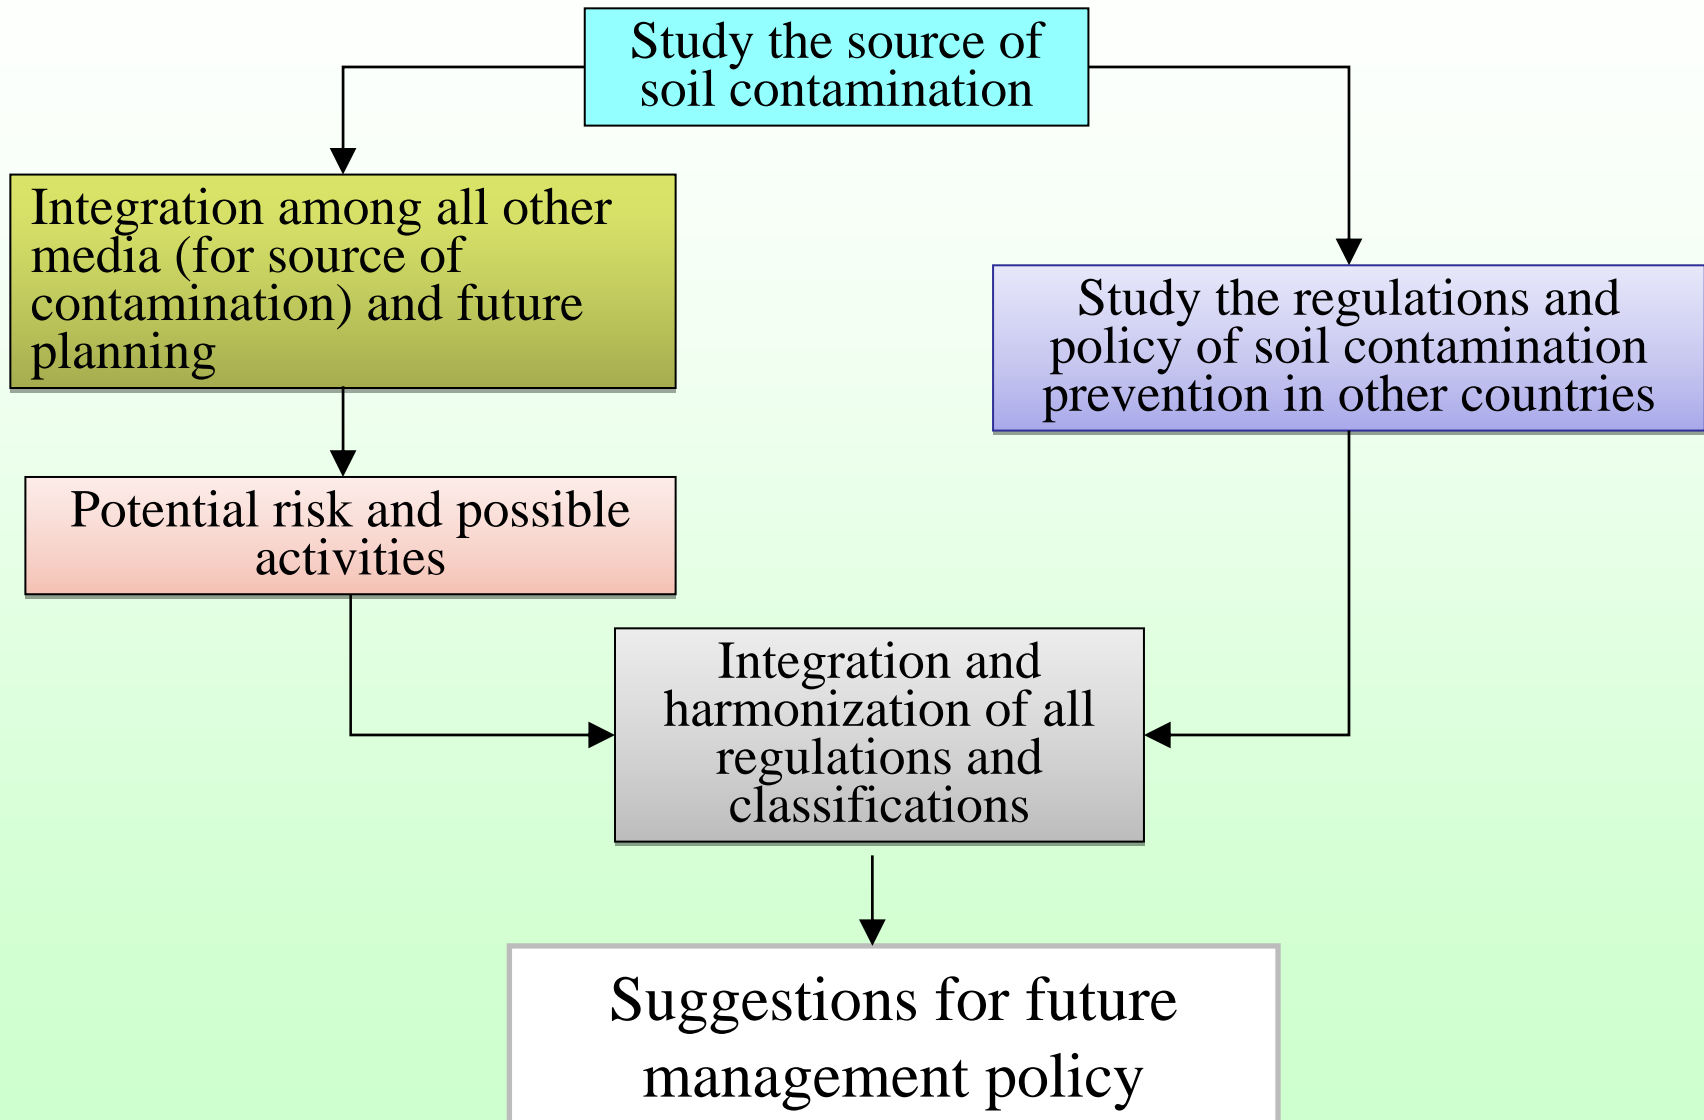 Study the source of
soil contamination
Integration among all other
media (for source of
contamination) and future
planning
Study the regulations and
policy of soil contamination
prevention in other countries
Potential risk and possible
activities
Integration and
harmonization of all
regulations and
classifications
Suggestions for future
management policy